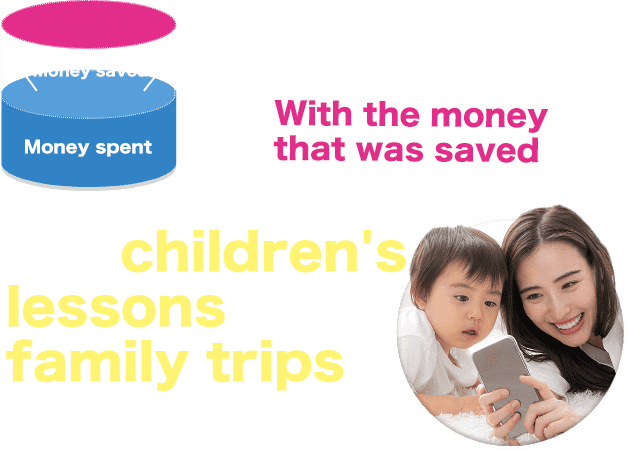 Money saved
Money spent
With the money
that was saved
children's
lessons
family trips